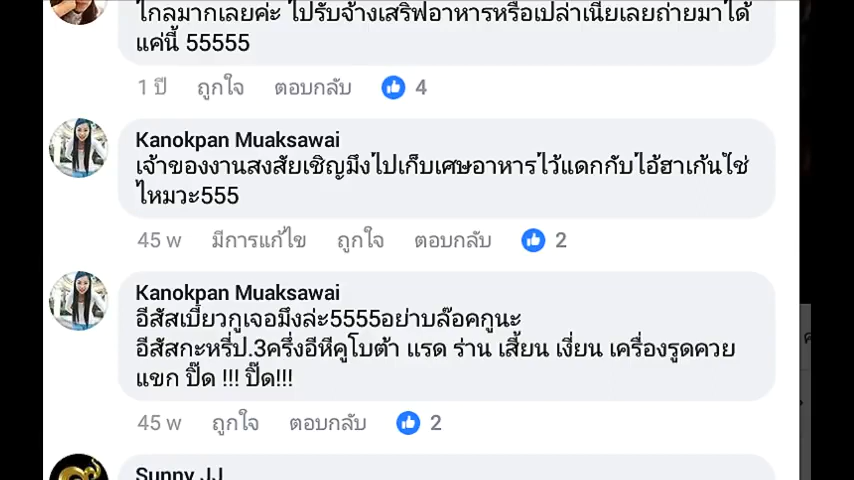 ไกลมากเลยค่ะ ไปรับจ้างเสริฟอาหารหรือเปล่าเนี่ยเลยถ่ายมาได้
แค่นี้ 55555
1 ปี ถูกใจ ตอบกลับ 4
Kanokpan Muaksawai
เจ้าของงานสงสัยเชิญมึงไปเก็บเศษอาหารไว้แดกกับไอ้ฮาเก้นใช่
ไหมวะ555
45 w มีการแก้ไข ถูกใจ ตอบกลับ 2
Kanokpan Muaksawai
อีสัสเบี้ยวกูเจอมึงล่ะ5555อย่าบล๊อคกูนะ
อีสัสกะหรี่ป.3ครึ่งอีหีคูโบต้า แรด ร่าน เสี้ยน เงี่ยน เครื่องรูดควย
แขก ปิ๊ด !!! ปิ๊ด!!!
45 w ถูกใจ ตอบกลับ 2
Sunny JJ